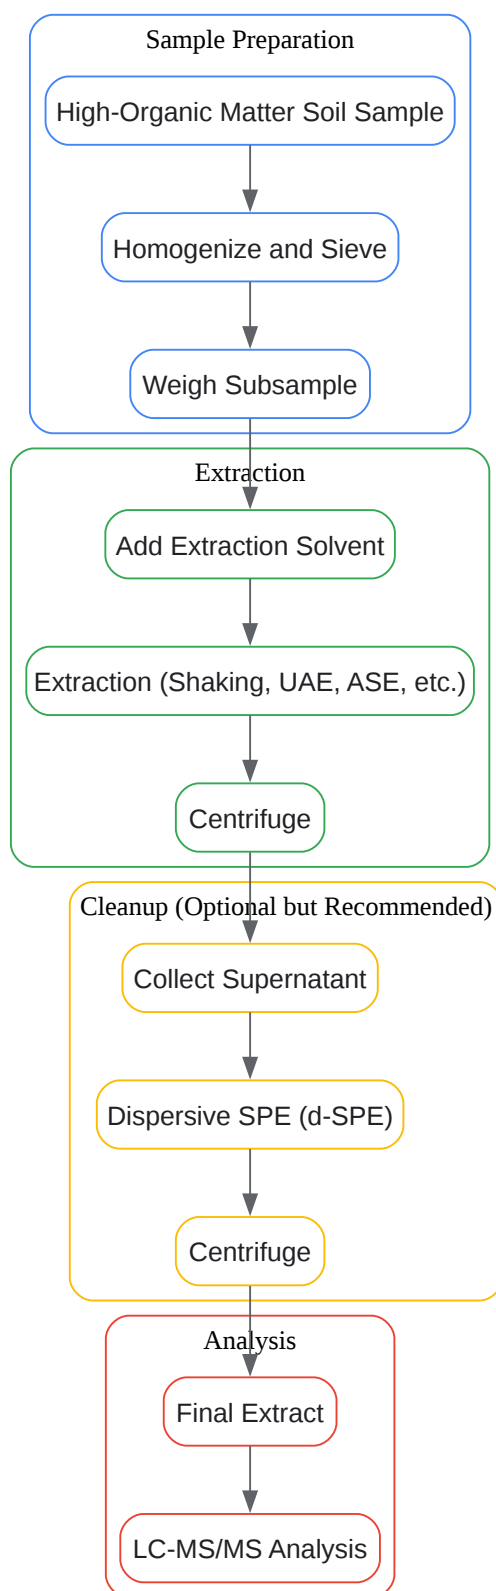 Sample Preparation
High-Organic Matter Soil Sample
Homogenize and Sieve
Weigh Subsample
Extraction
Add Extraction Solvent
Extraction (Shaking, UAE, ASE, etc.)
Centrifuge
Cleanup (Optional but Recommended)
Collect Supernatant
Dispersive SPE (d-SPE)
Centrifuge
Analysis
Final Extract
LC-MS/MS Analysis